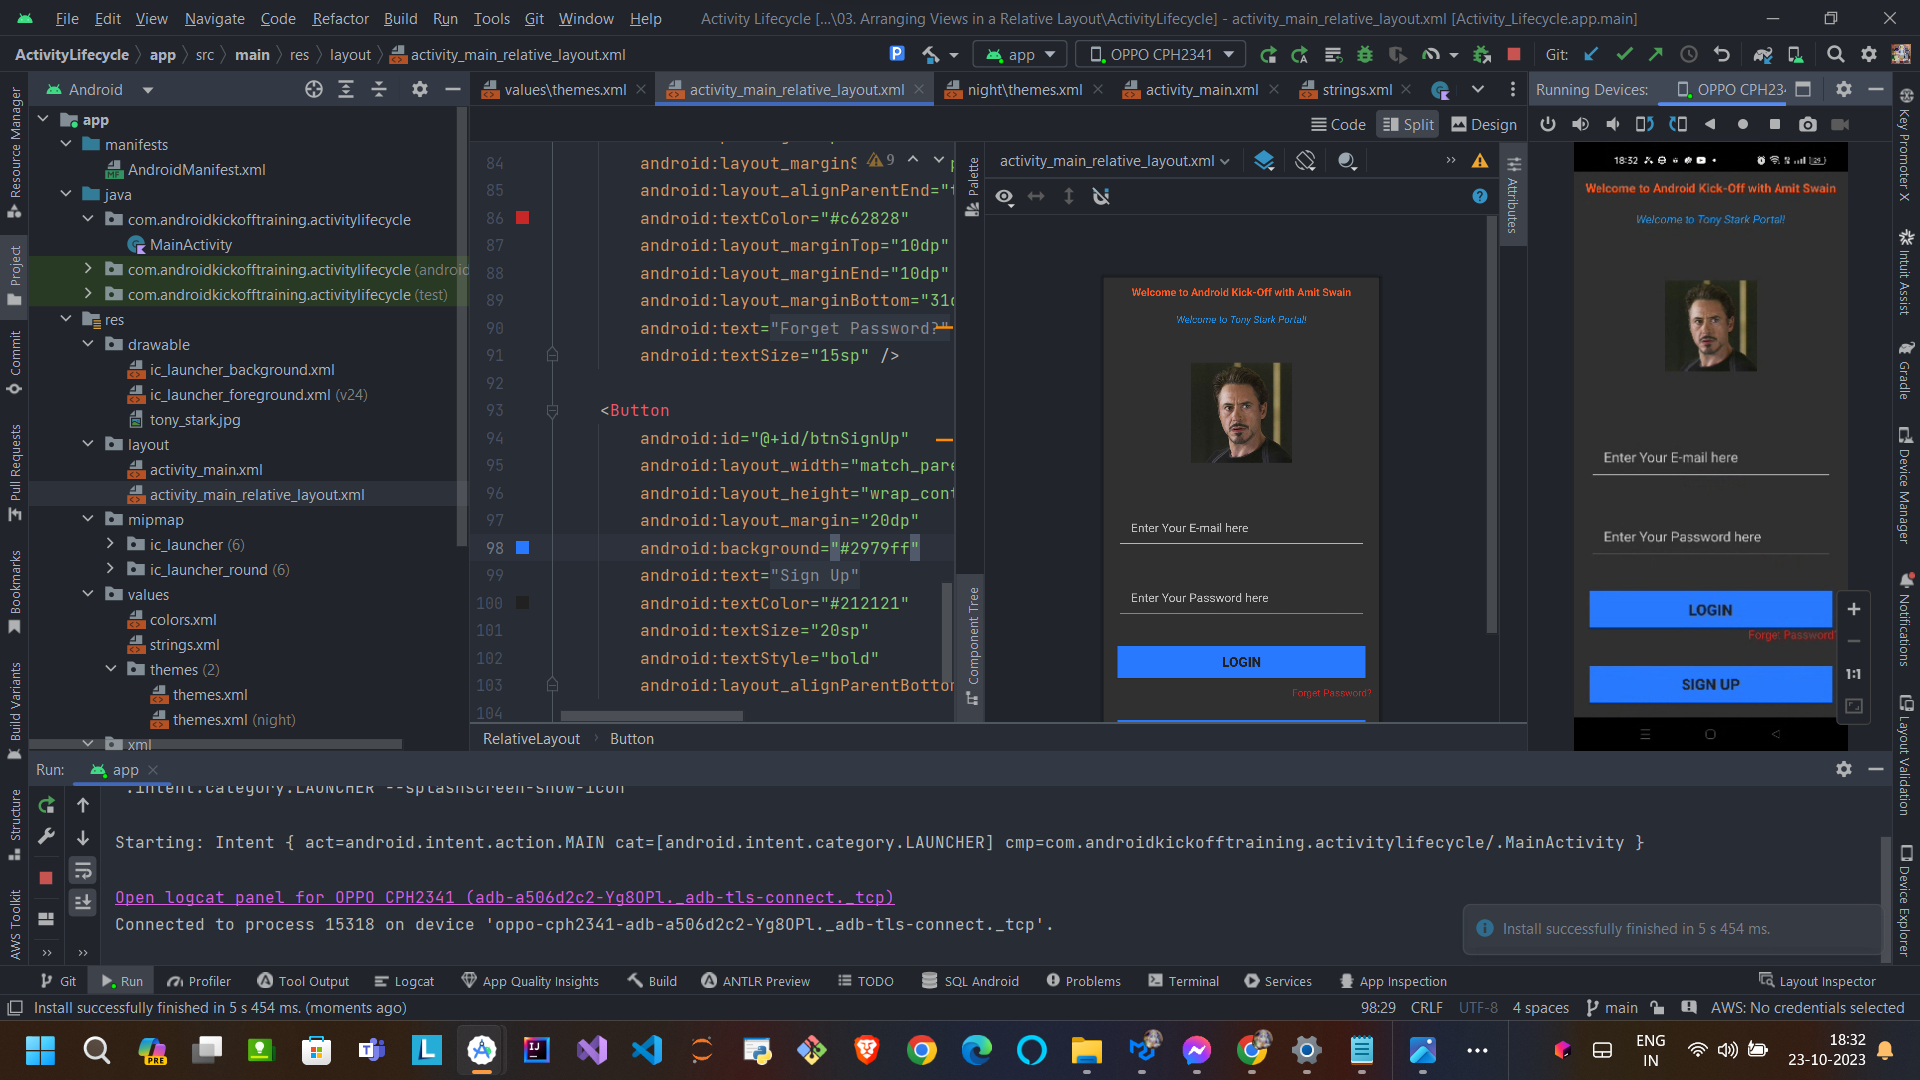 File Edit View Navigate Code Refactor Build Run Tools Git Window Help Activity Lifecycle [...\03. Arranging Views in a Relative Layout\ActivityLifecycle] - activity_main_relative_layout.xml [Activity_Lifecycle.app.main]
ActivityLifecycle app src main res layout activity_main_relative_layout.xml app OPPO CPH2341 Git:
Android values\themes.xml activity_main_relative_layout.xml night\themes.xml activity_main.xml strings.xml Running Devices: OPPO CPH234
Code Split Design
Resource Manager
Project
Commit
Pull Requests
Bookmarks
Build Variants
Structure
AWS Toolkit
app
manifests
AndroidManifest.xml
java
com.androidkickofftraining.activitylifecycle
MainActivity
com.androidkickofftraining.activitylifecycle (android
com.androidkickofftraining.activitylifecycle (test)
res
drawable
ic_launcher_background.xml
ic_launcher_foreground.xml (v24)
tony_stark.jpg
layout
activity_main.xml
activity_main_relative_layout.xml
mipmap
ic_launcher (6)
ic_launcher_round (6)
values
colors.xml
strings.xml
themes (2)
themes.xml
themes.xml (night)
xml
9
84 android:layout_marginS
85 android:layout_alignParentEnd="t
86 android:textColor="#c62828"
87 android:layout_marginTop="10dp"
88 android:layout_marginEnd="10dp"
89 android:layout_marginBottom="31d
90 android:text="Forget Password?"
91 android:textSize="15sp" />
92
93 <Button
94 android:id="@+id/btnSignUp"
95 android:layout_width="match_pare
96 android:layout_height="wrap_cont
97 android:layout_margin="20dp"
98 android:background="#2979ff"
99 android:text="Sign Up"
100 android:textColor="#212121"
101 android:textSize="20sp"
102 android:textStyle="bold"
103 android:layout_alignParentBottom
104
RelativeLayout Button
Palette
Component Tree
activity_main_relative_layout.xml
Attributes
Welcome to Android Kick-Off with Amit Swain
Welcome to Tony Stark Portal!
Enter Your E-mail here
Enter Your Password here
LOGIN
Forget Password?
18:32 29
Welcome to Android Kick-Off with Amit Swain
Welcome to Tony Stark Portal!
Enter Your E-mail here
Enter Your Password here
LOGIN
Forget Password?
SIGN UP
1:1
Key Promoter X
Intuit Assist
Gradle
Device Manager
Notifications
Layout Validation
Device Explorer
Run: app
.intent.category.LAUNCHER --splashscreen-show-icon
Starting: Intent { act=android.intent.action.MAIN cat=[android.intent.category.LAUNCHER] cmp=com.androidkickofftraining.activitylifecycle/.MainActivity }
Open logcat panel for OPPO CPH2341 (adb-a506d2c2-Yg8OPl._adb-tls-connect._tcp)
Connected to process 15318 on device 'oppo-cph2341-adb-a506d2c2-Yg8OPl._adb-tls-connect._tcp'.
Install successfully finished in 5 s 454 ms.
Git Run Profiler Tool Output Logcat App Quality Insights Build ANTLR Preview TODO SQL Android Problems Terminal Services App Inspection Layout Inspector
Install successfully finished in 5 s 454 ms. (moments ago) 98:29 CRLF UTF-8 4 spaces main AWS: No credentials selected
PRE
ENG
IN
18:32
23-10-2023